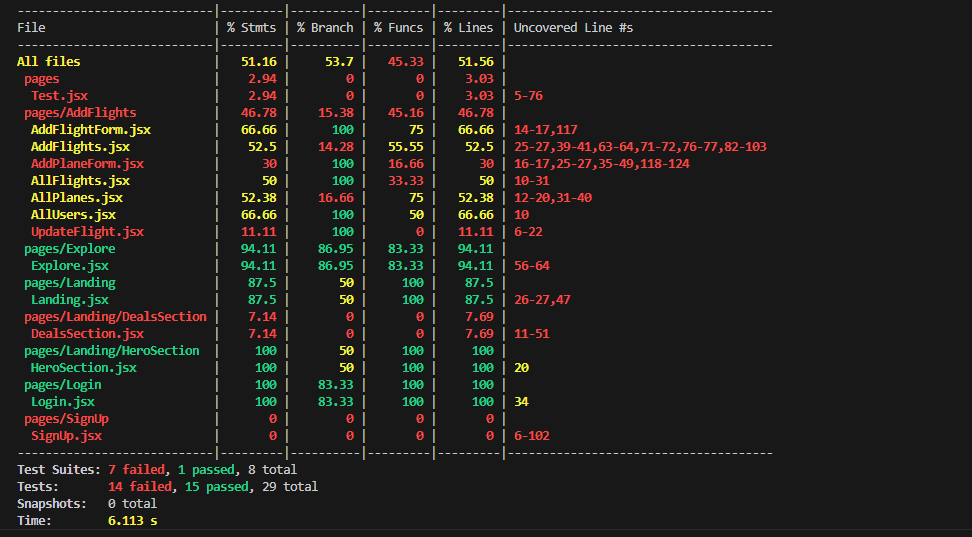 --------------------------|---------|----------|---------|---------|---------------------------------
File                      | % Stmts | % Branch | % Funcs | % Lines | Uncovered Line #s
--------------------------|---------|----------|---------|---------|---------------------------------
All files                 |   51.16 |     53.7 |   45.33 |   51.56 |
 pages                    |    2.94 |        0 |       0 |    3.03 |
  Test.jsx                |    2.94 |        0 |       0 |    3.03 | 5-76
 pages/AddFlights         |   46.78 |    15.38 |   45.16 |   46.78 |
  AddFlightForm.jsx       |   66.66 |      100 |      75 |   66.66 | 14-17,117
  AddFlights.jsx          |    52.5 |    14.28 |   55.55 |    52.5 | 25-27,39-41,63-64,71-72,76-77,82-103
  AddPlaneForm.jsx        |      30 |      100 |   16.66 |      30 | 16-17,25-27,35-49,118-124
  AllFlights.jsx          |      50 |      100 |   33.33 |      50 | 10-31
  AllPlanes.jsx           |   52.38 |    16.66 |      75 |   52.38 | 12-20,31-40
  AllUsers.jsx            |   66.66 |      100 |      50 |   66.66 | 10
  UpdateFlight.jsx        |   11.11 |      100 |       0 |   11.11 | 6-22
 pages/Explore            |   94.11 |    86.95 |   83.33 |   94.11 |
  Explore.jsx             |   94.11 |    86.95 |   83.33 |   94.11 | 56-64
 pages/Landing            |    87.5 |       50 |     100 |    87.5 |
  Landing.jsx             |    87.5 |       50 |     100 |    87.5 | 26-27,47
 pages/Landing/DealsSection |    7.14 |        0 |       0 |    7.69 |
  DealsSection.jsx        |    7.14 |        0 |       0 |    7.69 | 11-51
 pages/Landing/HeroSection |     100 |       50 |     100 |     100 |
  HeroSection.jsx         |     100 |       50 |     100 |     100 | 20
 pages/Login              |     100 |    83.33 |     100 |     100 |
  Login.jsx               |     100 |    83.33 |     100 |     100 | 34
 pages/SignUp             |       0 |        0 |       0 |       0 |
  SignUp.jsx              |       0 |        0 |       0 |       0 | 6-102
--------------------------|---------|----------|---------|---------|---------------------------------
Test Suites: 7 failed, 1 passed, 8 total
Tests:       14 failed, 15 passed, 29 total
Snapshots:   0 total
Time:        6.113 s